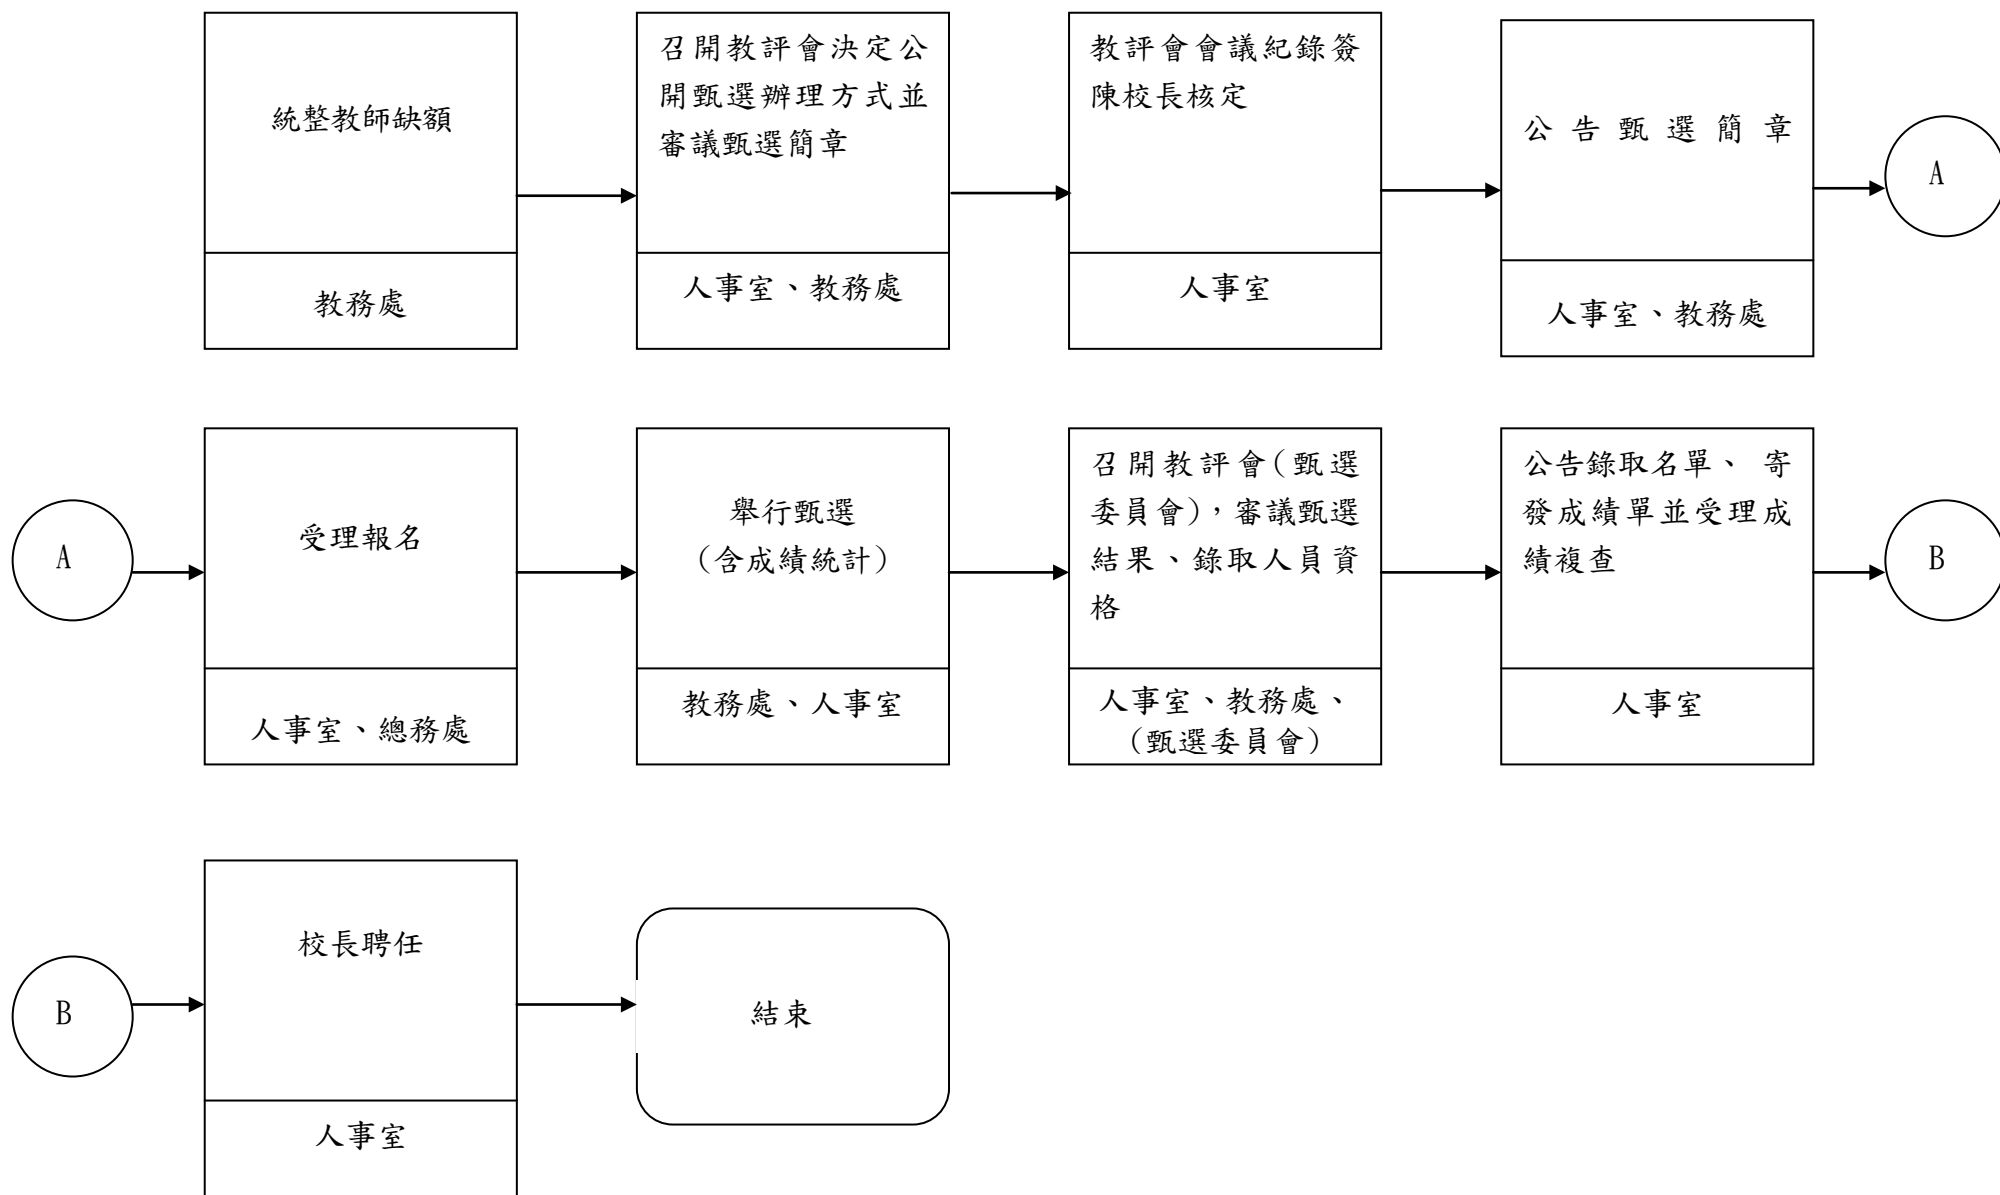 統整教師缺額
教務處
召開教評會決定公
開甄選辦理方式並
審議甄選簡章
人事室、教務處
教評會會議紀錄簽
陳校長核定
人事室
公告甄選簡章
人事室、教務處
A
A
受理報名
人事室、總務處
舉行甄選
(含成績統計)
教務處、人事室
召開教評會(甄選
委員會),審議甄選
結果、錄取人員資
格
人事室、教務處、
(甄選委員會)
公告錄取名單、 寄
發成績單並受理成
績複查
人事室
B
B
校長聘任
人事室
結束